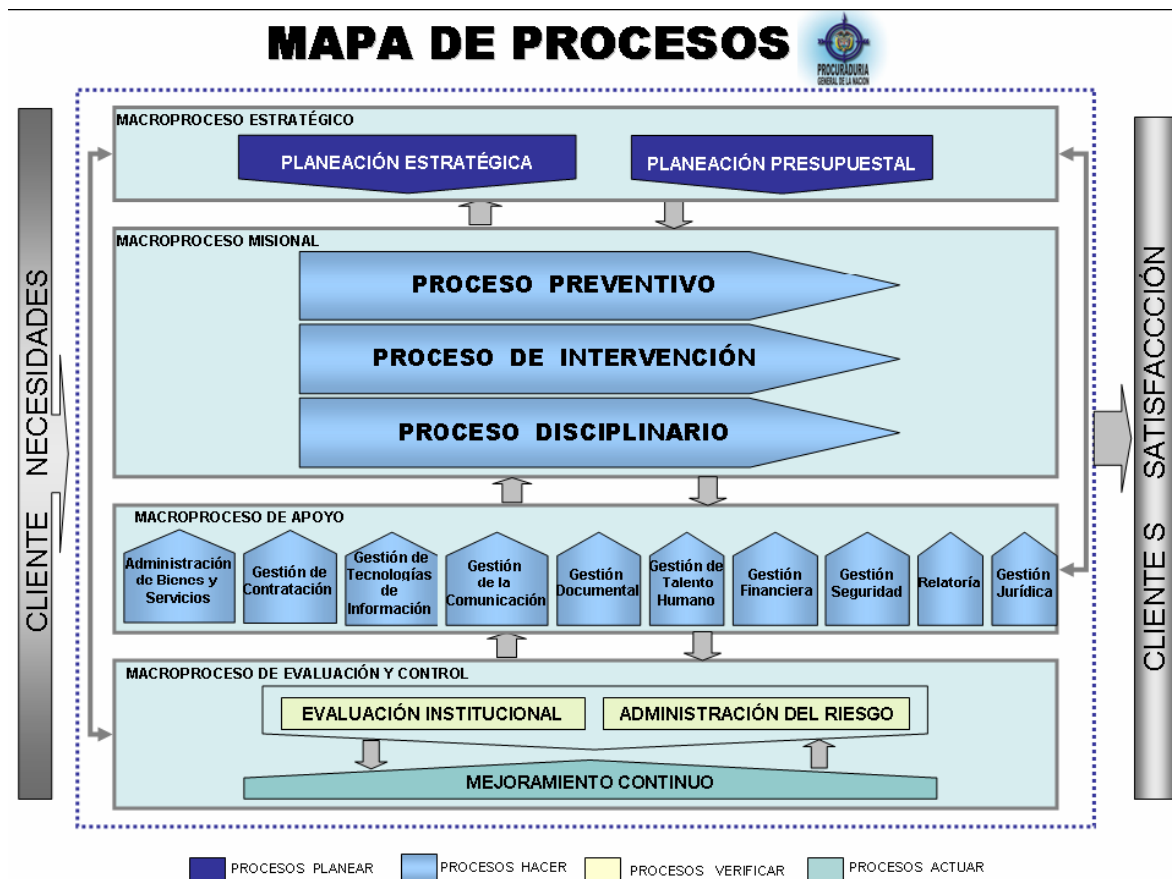 MAPA DE PROCESOS
PROCURADURIA
GENERAL DE LA NACION
CLIENTE NECESIDADES
MACROPROCESO ESTRATÉGICO
PLANEACIÓN ESTRATÉGICA
PLANEACIÓN PRESUPUESTAL
MACROPROCESO MISIONAL
PROCESO PREVENTIVO
PROCESO DE INTERVENCIÓN
PROCESO DISCIPLINARIO
MACROPROCESO DE APOYO
Administración
de Bienes y
Servicios
Gestión de
Contratación
Gestión de
Tecnologías
de
Información
Gestión
de la
Comunicación
Gestión
Documental
Gestión de
Talento
Humano
Gestión
Financiera
Gestión
Seguridad
Relatoría
Gestión
Jurídica
MACROPROCESO DE EVALUACIÓN Y CONTROL
EVALUACIÓN INSTITUCIONAL
ADMINISTRACIÓN DEL RIESGO
MEJORAMIENTO CONTINUO
CLIENTE S SATISFACCCIÓN
PROCESOS PLANEAR
PROCESOS HACER
PROCESOS VERIFICAR
PROCESOS ACTUAR